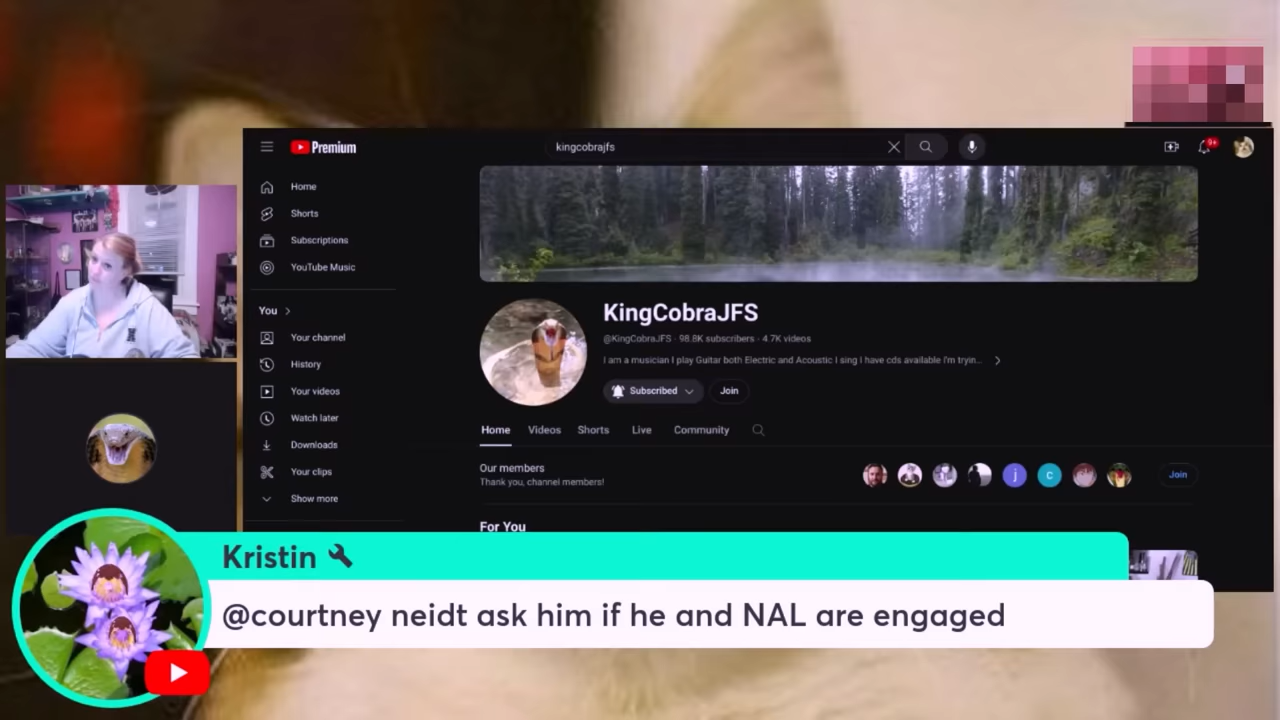 Premium
kingcobrajfs
9+
Home
Shorts
Subscriptions
YouTube Music
You
Your channel
History
Your videos
Watch later
Downloads
Your clips
Show more
KingCobraJFS
@KingCobraJFS · 98.8K subscribers · 4.7K videos
I am a musician I play Guitar both Electric and Acoustic I sing I have cds available I'm tryin...
Subscribed
Join
Home
Videos
Shorts
Live
Community
Our members
Thank you, channel members!
j
c
Join
For You
Kristin
@courtney neidt ask him if he and NAL are engaged